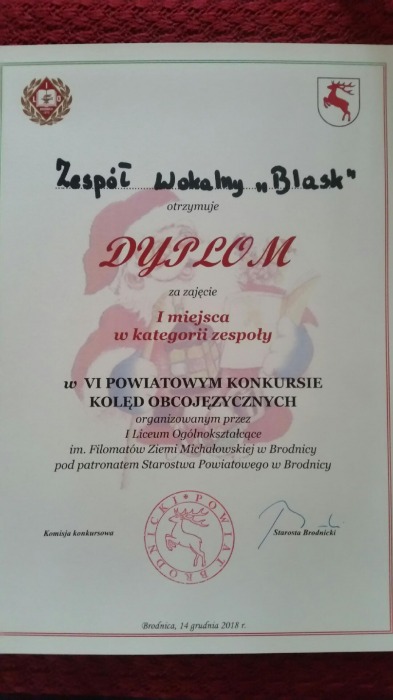 Zespół Wokalny „Blask"
otrzymuje
DYPLOM
za zajęcie
I miejsca
w kategorii zespoły
w VI POWIATOWYM KONKURSIE
KOLĘD OBCOJĘZYCZNYCH
organizowanym przez
I Liceum Ogólnokształcące
im. Filomatów Ziemi Michałowskiej w Brodnicy
pod patronatem Starostwa Powiatowego w Brodnicy
Komisja konkursowa
Starosta Brodnicki
POWIAT BRODNICKI
Brodnica, 14 grudnia 2018 r.